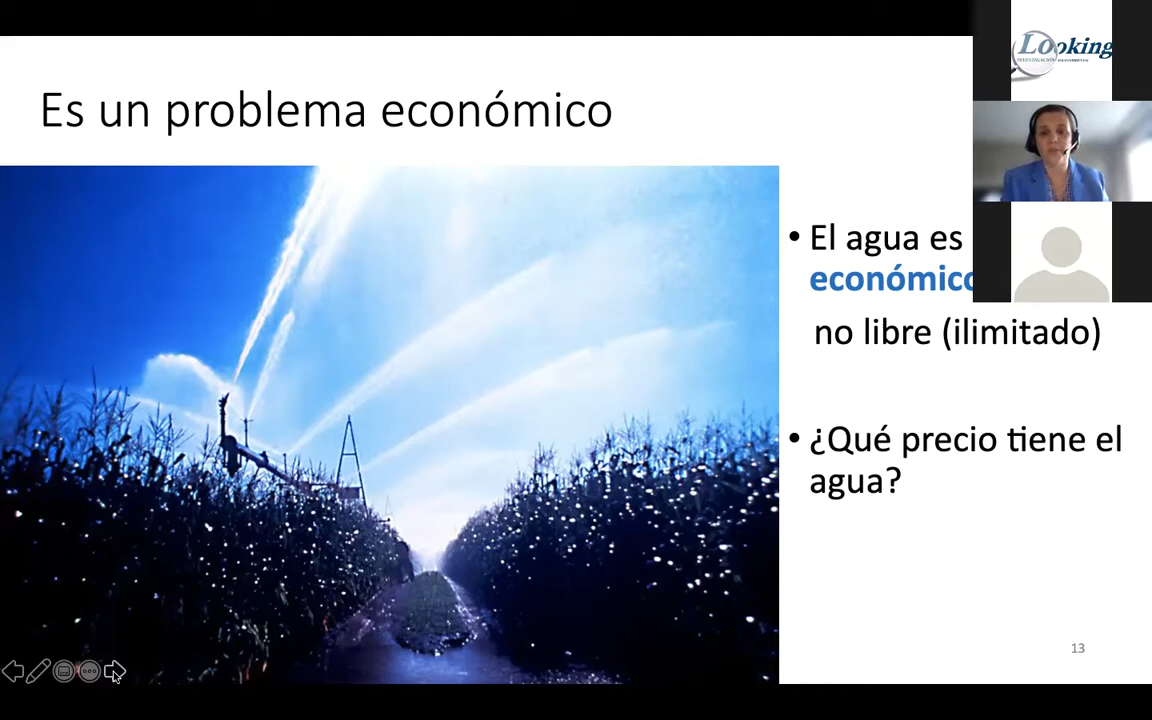 Es un problema económico
Looking
• El agua es
económico
no libre (ilimitado)
• ¿Qué precio tiene el
agua?
13